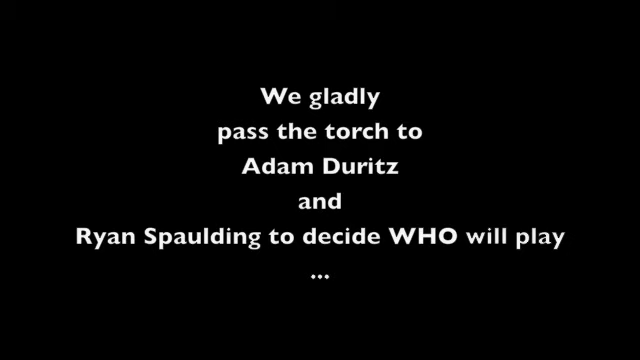 We gladly
pass the torch to
Adam Duritz
and
Ryan Spaulding to decide WHO will play
...